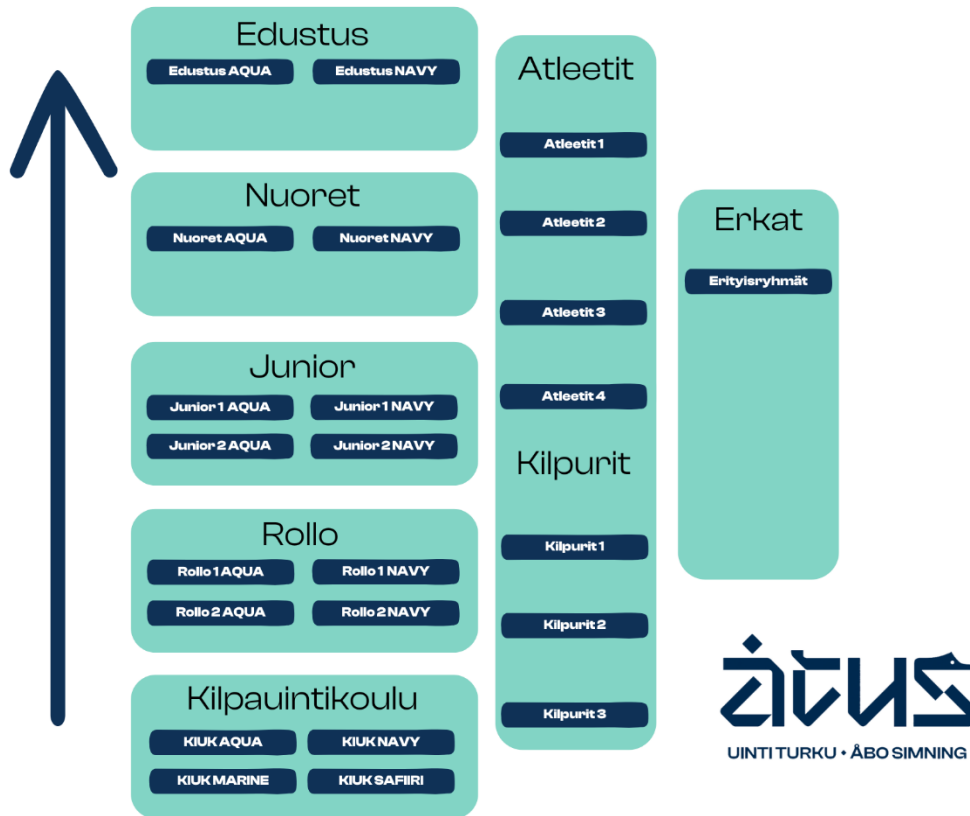 Edustus
Edustus AQUA
Edustus NAVY
Nuoret
Nuoret AQUA
Nuoret NAVY
Junior
Junior 1 AQUA
Junior 1 NAVY
Junior 2 AQUA
Junior 2 NAVY
Rollo
Rollo 1 AQUA
Rollo 1 NAVY
Rollo 2 AQUA
Rollo 2 NAVY
Kilpauintikoulu
KIUK AQUA
KIUK NAVY
KIUK MARINE
KIUK SAFIIRI
Atleetit
Atleetit 1
Atleetit 2
Atleetit 3
Atleetit 4
Kilpurit
Kilpurit 1
Kilpurit 2
Kilpurit 3
Erkat
Erityisryhmät
åtus
UINTI TURKU • ÅBO SIMNING